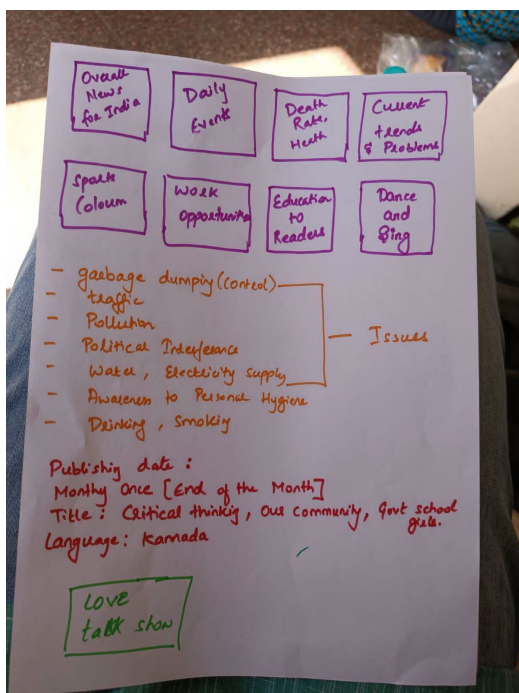 Overall
News
for India
Daily
Events
Death
Rate,
Heath
Current
trends
& Problems
Sports
Coloum
Work
Opportunities
Education
to
Readers
Dance
and
Sing
- garbage dumping (control)
- traffic
- Pollution
- Political Interferance
- Water, Electricity supply
- Issues
- Awareness to Personal Hygiene
- Drinking, Smoking
Publishing date :
Monthy once [End of the Month]
Title : Critical thinking, Our community, Govt school
girls.
Language: Kannada
LOVE
talk show